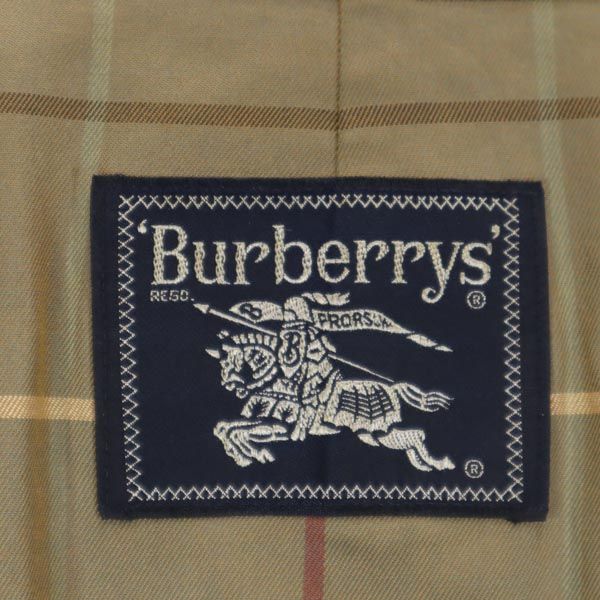 'Burberrys'
REGD. ®
B PRORSUM
B
®